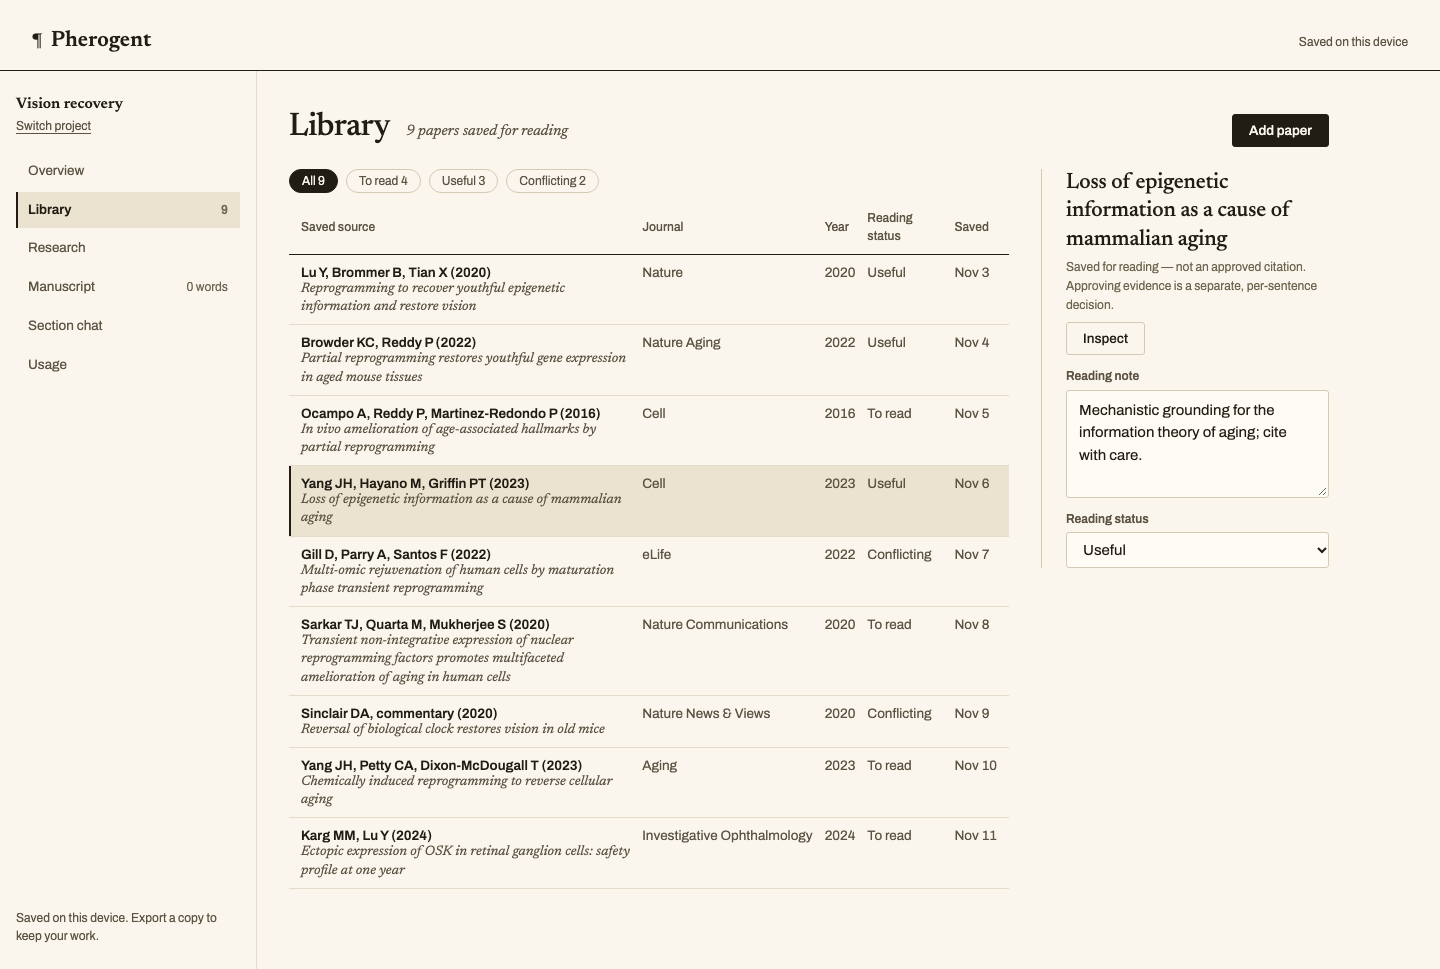 ¶ Pherogent
Saved on this device
Vision recovery
Switch project
Overview
Library 9
Research
Manuscript 0 words
Section chat
Usage
Saved on this device. Export a copy to
keep your work.
Library 9 papers saved for reading
Add paper
All 9 To read 4 Useful 3 Conflicting 2
Saved source Journal Year Reading status Saved
Lu Y, Brommer B, Tian X (2020) Nature 2020 Useful Nov 3
Reprogramming to recover youthful epigenetic
information and restore vision
Browder KC, Reddy P (2022) Nature Aging 2022 Useful Nov 4
Partial reprogramming restores youthful gene expression
in aged mouse tissues
Ocampo A, Reddy P, Martinez-Redondo P (2016) Cell 2016 To read Nov 5
In vivo amelioration of age-associated hallmarks by
partial reprogramming
Yang JH, Hayano M, Griffin PT (2023) Cell 2023 Useful Nov 6
Loss of epigenetic information as a cause of mammalian
aging
Gill D, Parry A, Santos F (2022) eLife 2022 Conflicting Nov 7
Multi-omic rejuvenation of human cells by maturation
phase transient reprogramming
Sarkar TJ, Quarta M, Mukherjee S (2020) Nature Communications 2020 To read Nov 8
Transient non-integrative expression of nuclear
reprogramming factors promotes multifaceted
amelioration of aging in human cells
Sinclair DA, commentary (2020) Nature News & Views 2020 Conflicting Nov 9
Reversal of biological clock restores vision in old mice
Yang JH, Petty CA, Dixon-McDougall T (2023) Aging 2023 To read Nov 10
Chemically induced reprogramming to reverse cellular
aging
Karg MM, Lu Y (2024) Investigative Ophthalmology 2024 To read Nov 11
Ectopic expression of OSK in retinal ganglion cells: safety
profile at one year
Loss of epigenetic
information as a cause of
mammalian aging
Saved for reading — not an approved citation.
Approving evidence is a separate, per-sentence
decision.
Inspect
Reading note
Mechanistic grounding for the
information theory of aging; cite
with care.
Reading status
Useful